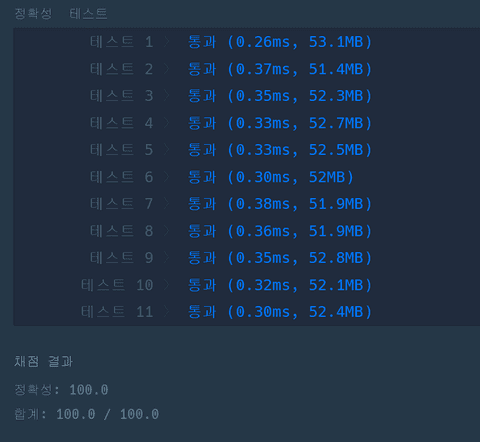 정확성 테스트
테스트 1 〉 통과 (0.26ms, 53.1MB)
테스트 2 〉 통과 (0.37ms, 51.4MB)
테스트 3 〉 통과 (0.35ms, 52.3MB)
테스트 4 〉 통과 (0.33ms, 52.7MB)
테스트 5 〉 통과 (0.33ms, 52.5MB)
테스트 6 〉 통과 (0.30ms, 52MB)
테스트 7 〉 통과 (0.38ms, 51.9MB)
테스트 8 〉 통과 (0.36ms, 51.9MB)
테스트 9 〉 통과 (0.35ms, 52.8MB)
테스트 10 〉 통과 (0.32ms, 52.1MB)
테스트 11 〉 통과 (0.30ms, 52.4MB)
채점 결과
정확성: 100.0
합계: 100.0 / 100.0